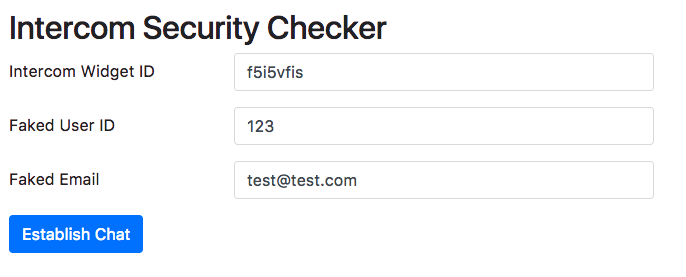 Intercom Security Checker
Intercom Widget ID f5i5vfis
Faked User ID 123
Faked Email test@test.com
Establish Chat